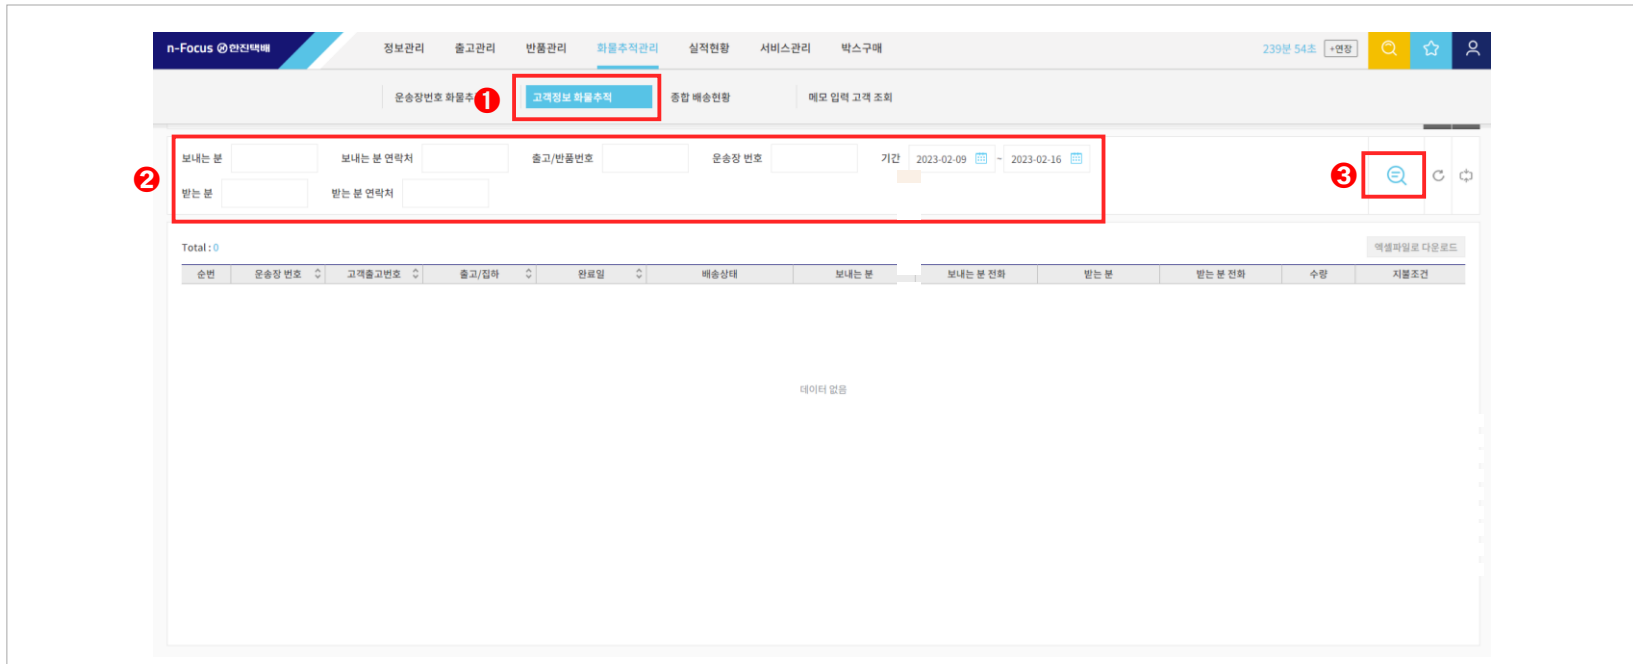 n-Focus 한진택배 정보관리 출고관리 반품관리 화물추적관리 실적현황 서비스관리 박스구매 239분 54초 +연장
운송장번호 화물추 ❶ 고객정보 화물추적 종합 배송현황 메모 입력 고객 조회
❷ 보내는 분 보내는 분 연락처 출고/반품번호 운송장 번호 기간 2023-02-09 ~ 2023-02-16 ❸
받는 분 받는 분 연락처
Total : 0 엑셀파일로 다운로드
순번 운송장 번호 고객출고번호 출고/집하 완료일 배송상태 보내는 분 보내는 분 전화 받는 분 받는 분 전화 수량 지불조건
데이터 없음